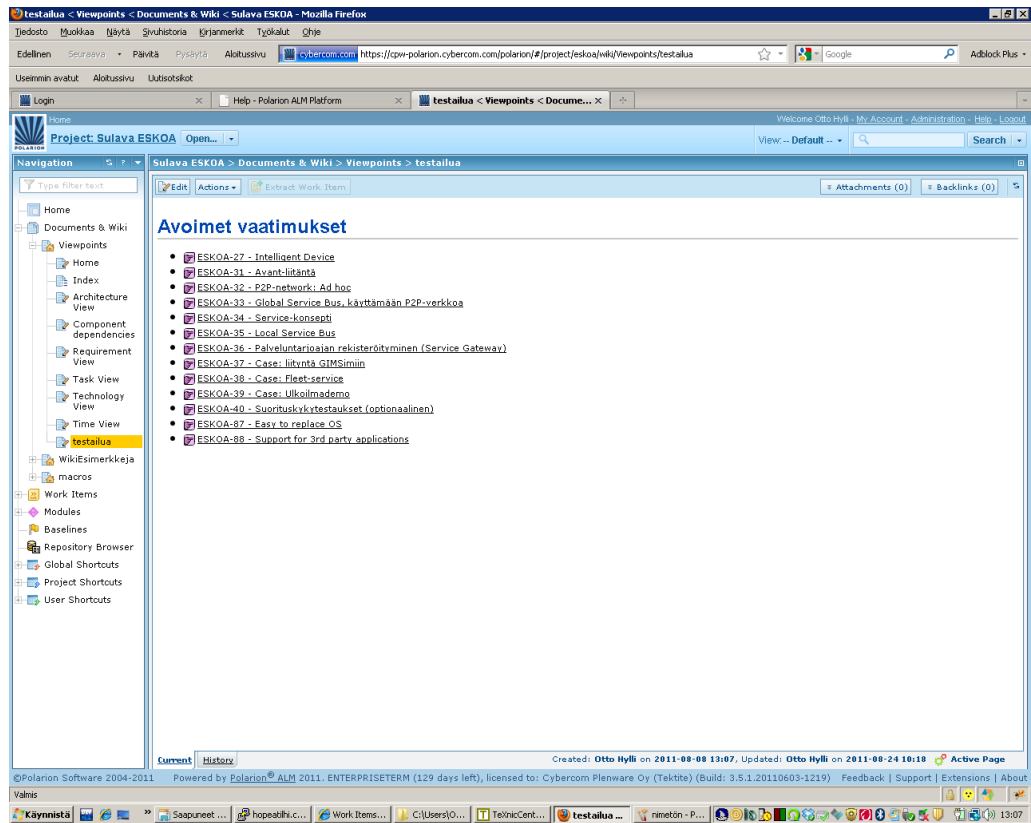 testailua < Viewpoints < Documents & Wiki < Sulava ESKOA - Mozilla Firefox
Tiedosto Muokkaa Näytä Sivuhistoria Kirjanmerkit Työkalut Ohje
Edellinen Seuraava Päivitä Pysäytä Aloitussivu cybercom.com https://cpw-polarion.cybercom.com/polarion/#/project/eskoa/wiki/Viewpoints/testailua Google Adblock Plus
Useimmin avatut Aloitussivu Uutisotsikot
Login Help - Polarion ALM Platform testailua < Viewpoints < Docume...
Home Welcome Otto Hylli - My Account - Administration - Help - Logout
POLARION Project: Sulava ESKOA Open... View: -- Default -- Search
Navigation Sulava ESKOA > Documents & Wiki > Viewpoints > testailua
Type filter text Edit Actions Extract Work Item Attachments (0) Backlinks (0)
Home
Documents & Wiki
Viewpoints
Home
Index
Architecture
View
Component
dependencies
Requirement
View
Task View
Technology
View
Time View
testailua
WikiEsimerkkeja
macros
Work Items
Modules
Baselines
Repository Browser
Global Shortcuts
Project Shortcuts
User Shortcuts
Avoimet vaatimukset
ESKOA-27 - Intelligent Device
ESKOA-31 - Avant-liitäntä
ESKOA-32 - P2P-network: Ad hoc
ESKOA-33 - Global Service Bus, käyttämään P2P-verkkoa
ESKOA-34 - Service-konsepti
ESKOA-35 - Local Service Bus
ESKOA-36 - Palveluntarjoajan rekisteröityminen (Service Gateway)
ESKOA-37 - Case: liityntä GIMSimiin
ESKOA-38 - Case: Fleet-service
ESKOA-39 - Case: Ulkoilmademo
ESKOA-40 - Suorituskykytestaukset (optionaalinen)
ESKOA-87 - Easy to replace OS
ESKOA-88 - Support for 3rd party applications
Current History Created: Otto Hylli on 2011-08-08 13:07, Updated: Otto Hylli on 2011-08-24 10:18 Active Page
©Polarion Software 2004-2011 Powered by Polarion® ALM 2011. ENTERPRISETERM (129 days left), licensed to: Cybercom Plenware Oy (Tektite) (Build: 3.5.1.20110603-1219) Feedback | Support | Extensions | About
Valmis
Käynnistä » Saapuneet ... hopeatilhi.c... Work Items... C:\Users\O... TeXnicCent... testailua ... nimetön - P... 13:07